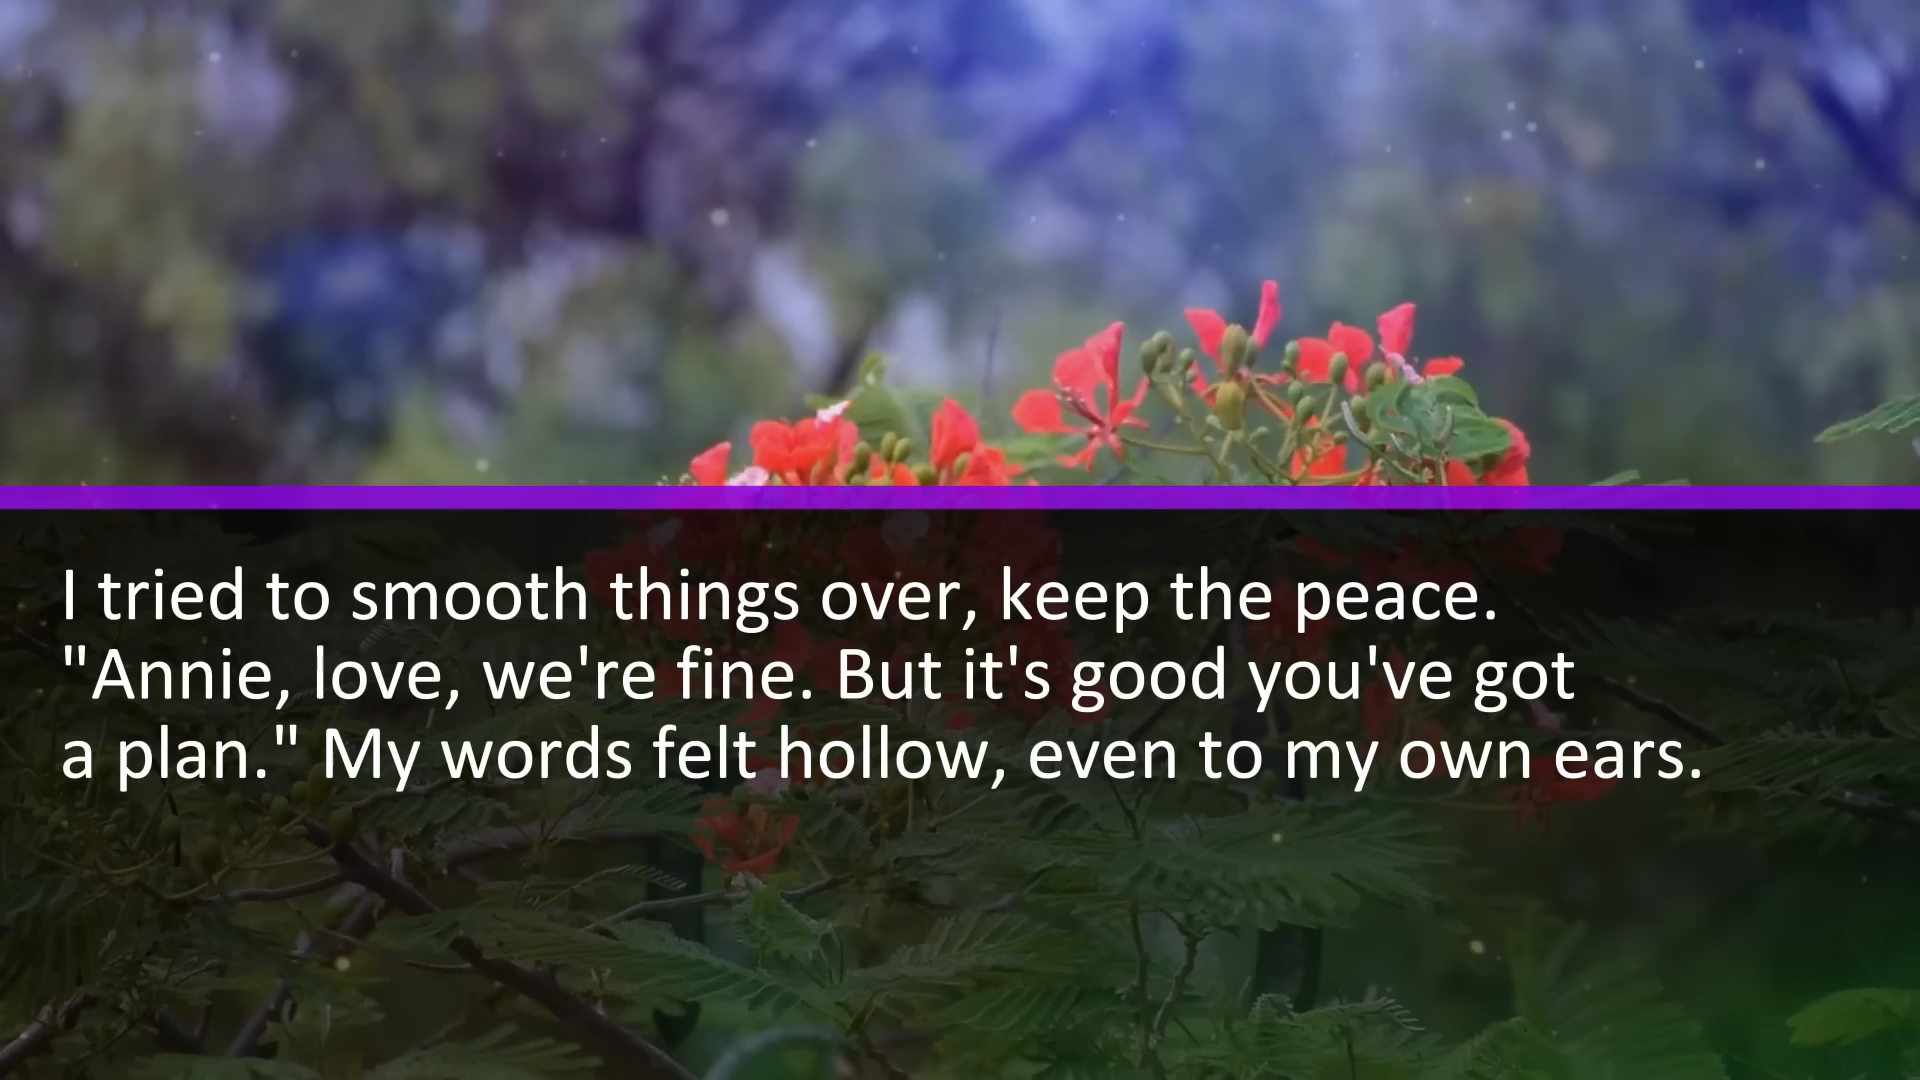 I tried to smooth things over, keep the peace.
"Annie, love, we're fine. But it's good you've got
a plan." My words felt hollow, even to my own ears.